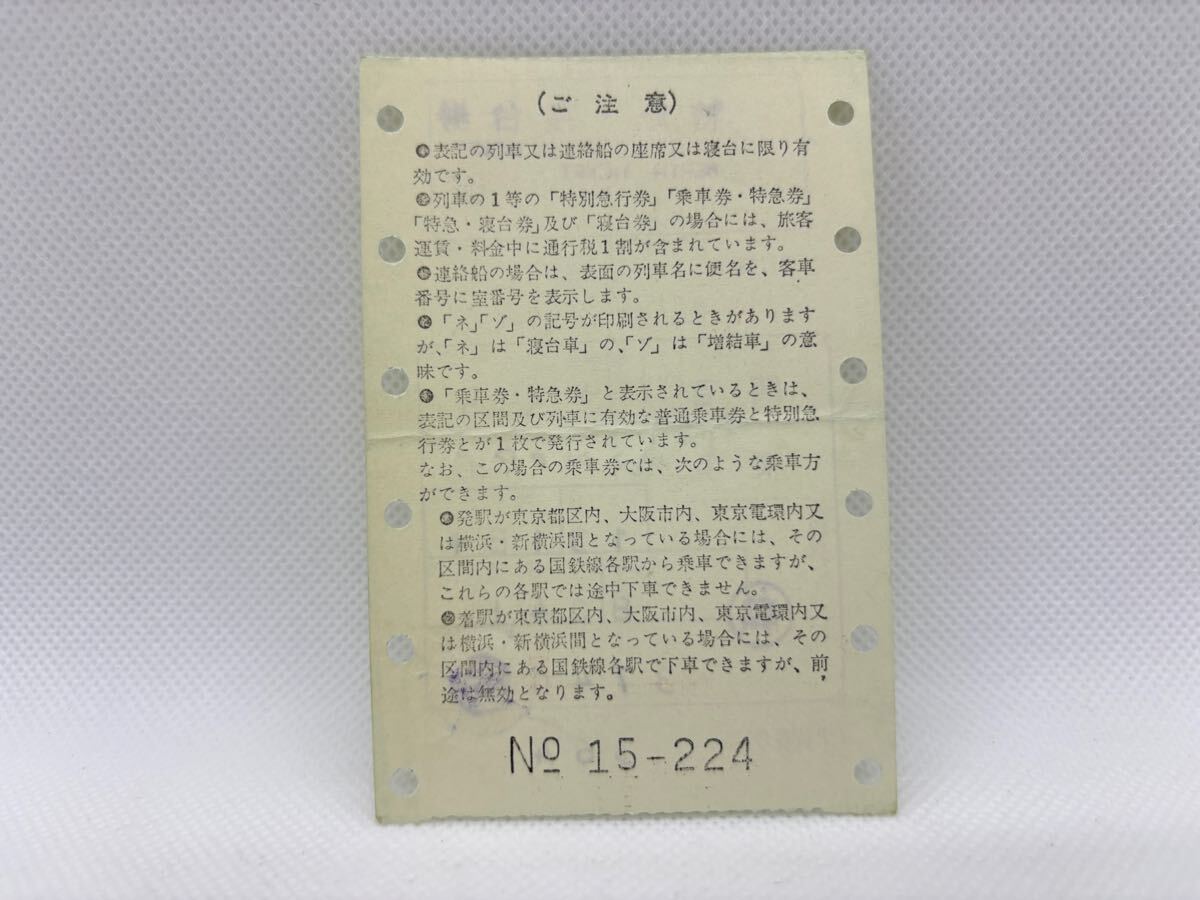 （ご注意）
●表記の列車又は連絡船の座席又は寝台に限り有
効です。
●列車の1等の「特別急行券」「乗車券・特急券」
「特急・寝台券」及び「寝台券」の場合には、旅客
運賃・料金中に通行税1割が含まれています。
●連絡船の場合は、表面の列車名に便名を、客車
番号に室番号を表示します。
●「ネ」「ゾ」の記号が印刷されるときがあります
が、「ネ」は「寝台車」の、「ゾ」は「増結車」の意
味です。
●「乗車券・特急券」と表示されているときは、
表記の区間及び列車に有効な普通乗車券と特別急
行券とが1枚で発行されています。
なお、この場合の乗車券では、次のような乗車方
ができます。
●発駅が東京都区内、大阪市内、東京電環内又
は横浜・新横浜間となっている場合には、その
区間内にある国鉄線各駅から乗車できますが、
これらの各駅では途中下車できません。
●着駅が東京都区内、大阪市内、東京電環内又
は横浜・新横浜間となっている場合には、その
区間内にある国鉄線各駅で下車できますが、前
途は無効となります。
№ 15-224